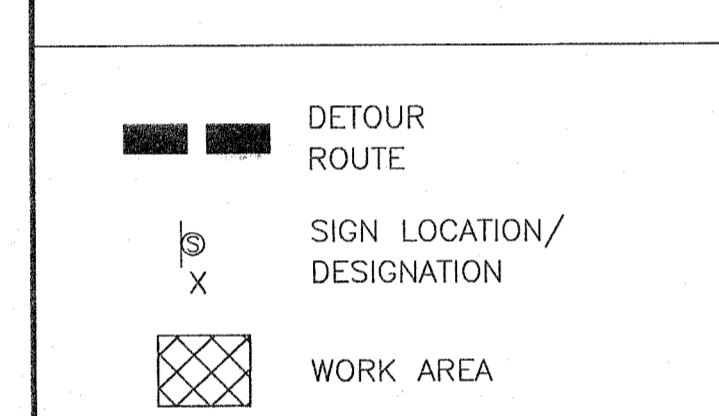 DETOUR
ROUTE
Ⓢ
X
SIGN LOCATION/
DESIGNATION
WORK AREA